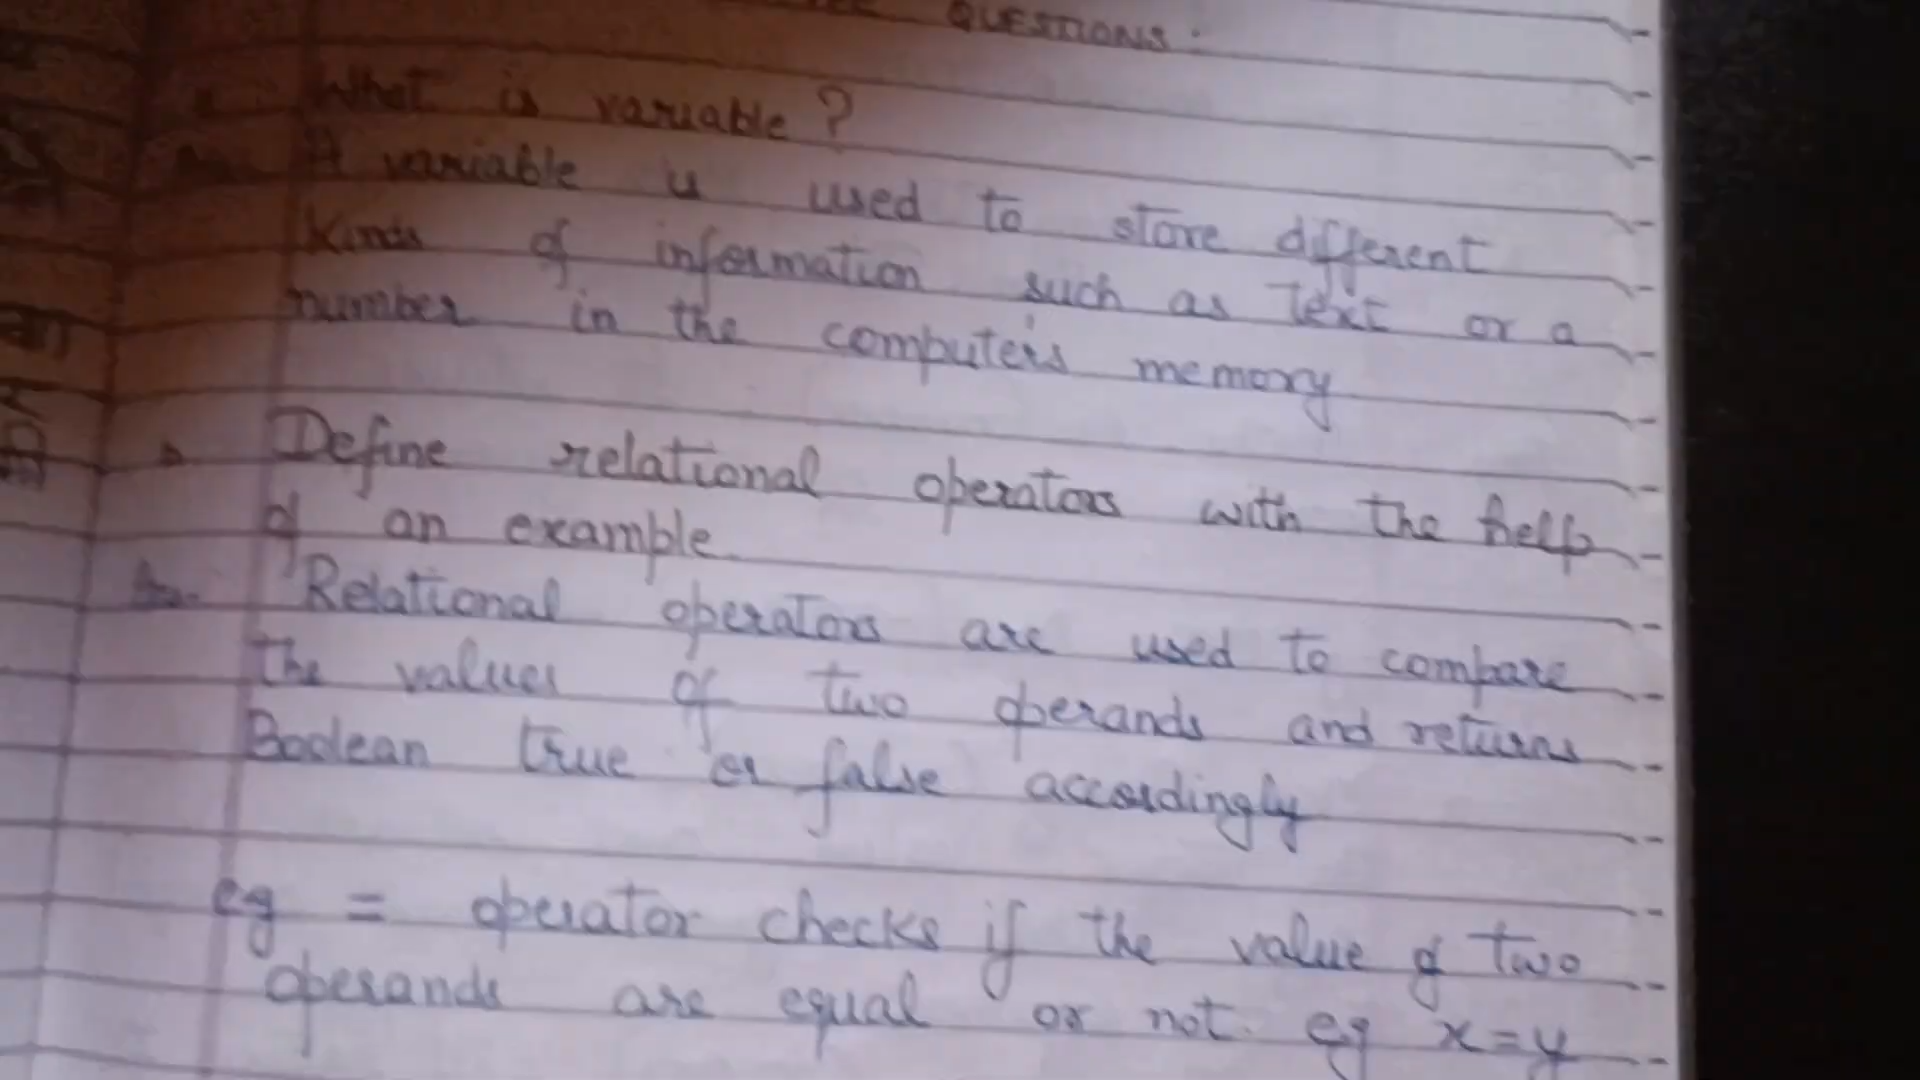 QUESTIONS.
What is variable ?
A variable is used to store different
kinds of information such as text or a
number in the computer's memory
Define relational operators with the help
of an example
Relational operators are used to compare
the values of two operands and returns
Boolean true or false accordingly
eg = operator checks if the value of two
operands are equal or not. eg x=y